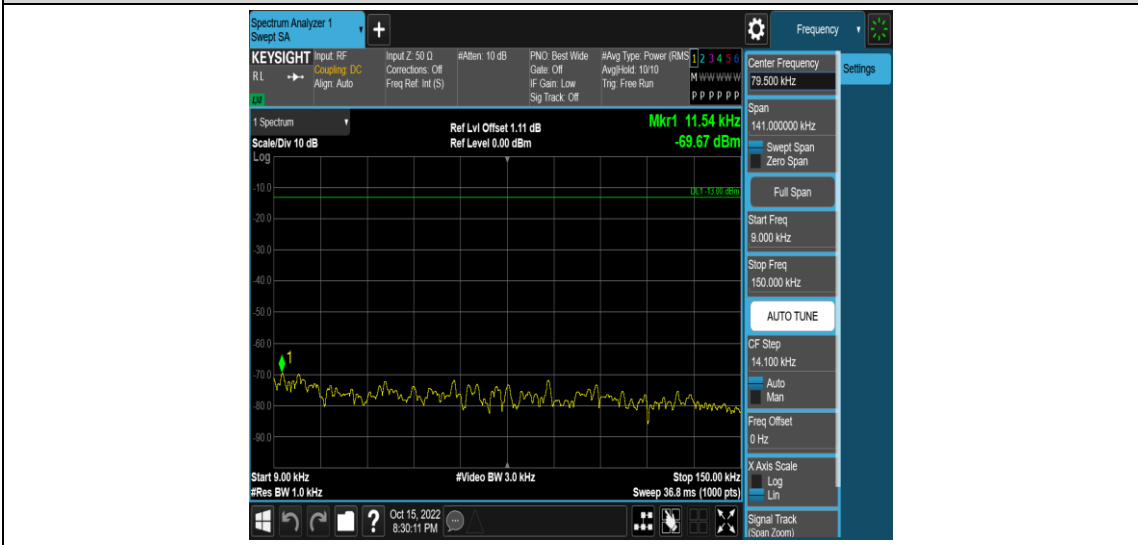 Spectrum Analyzer 1
Swept SA
+
Frequency
KEYSIGHT
RL
LXI
Input: RF
Coupling: DC
Align: Auto
Input Z: 50 Ω
Corrections: Off
Freq Ref: Int (S)
#Atten: 10 dB
PNO: Best Wide
Gate: Off
IF Gain: Low
Sig Track: Off
#Avg Type: Power (RMS
Avg|Hold: 10/10
Trig: Free Run
1 2 3 4 5 6
M W W W W W
P P P P P P
1 Spectrum
Scale/Div 10 dB
Log
Ref Lvl Offset 1.11 dB
Ref Level 0.00 dBm
Mkr1 11.54 kHz
-69.67 dBm
DL1 -13.00 dBm
-10.0
-20.0
-30.0
-40.0
-50.0
-60.0
1
-70.0
-80.0
-90.0
Start 9.00 kHz
#Res BW 1.0 kHz
#Video BW 3.0 kHz
Stop 150.00 kHz
Sweep 36.8 ms (1000 pts)
?
Oct 15, 2022
8:30:11 PM
Center Frequency
79.500 kHz
Settings
Span
141.000000 kHz
Swept Span
Zero Span
Full Span
Start Freq
9.000 kHz
Stop Freq
150.000 kHz
AUTO TUNE
CF Step
14.100 kHz
Auto
Man
Freq Offset
0 Hz
X Axis Scale
Log
Lin
Signal Track
(Span Zoom)